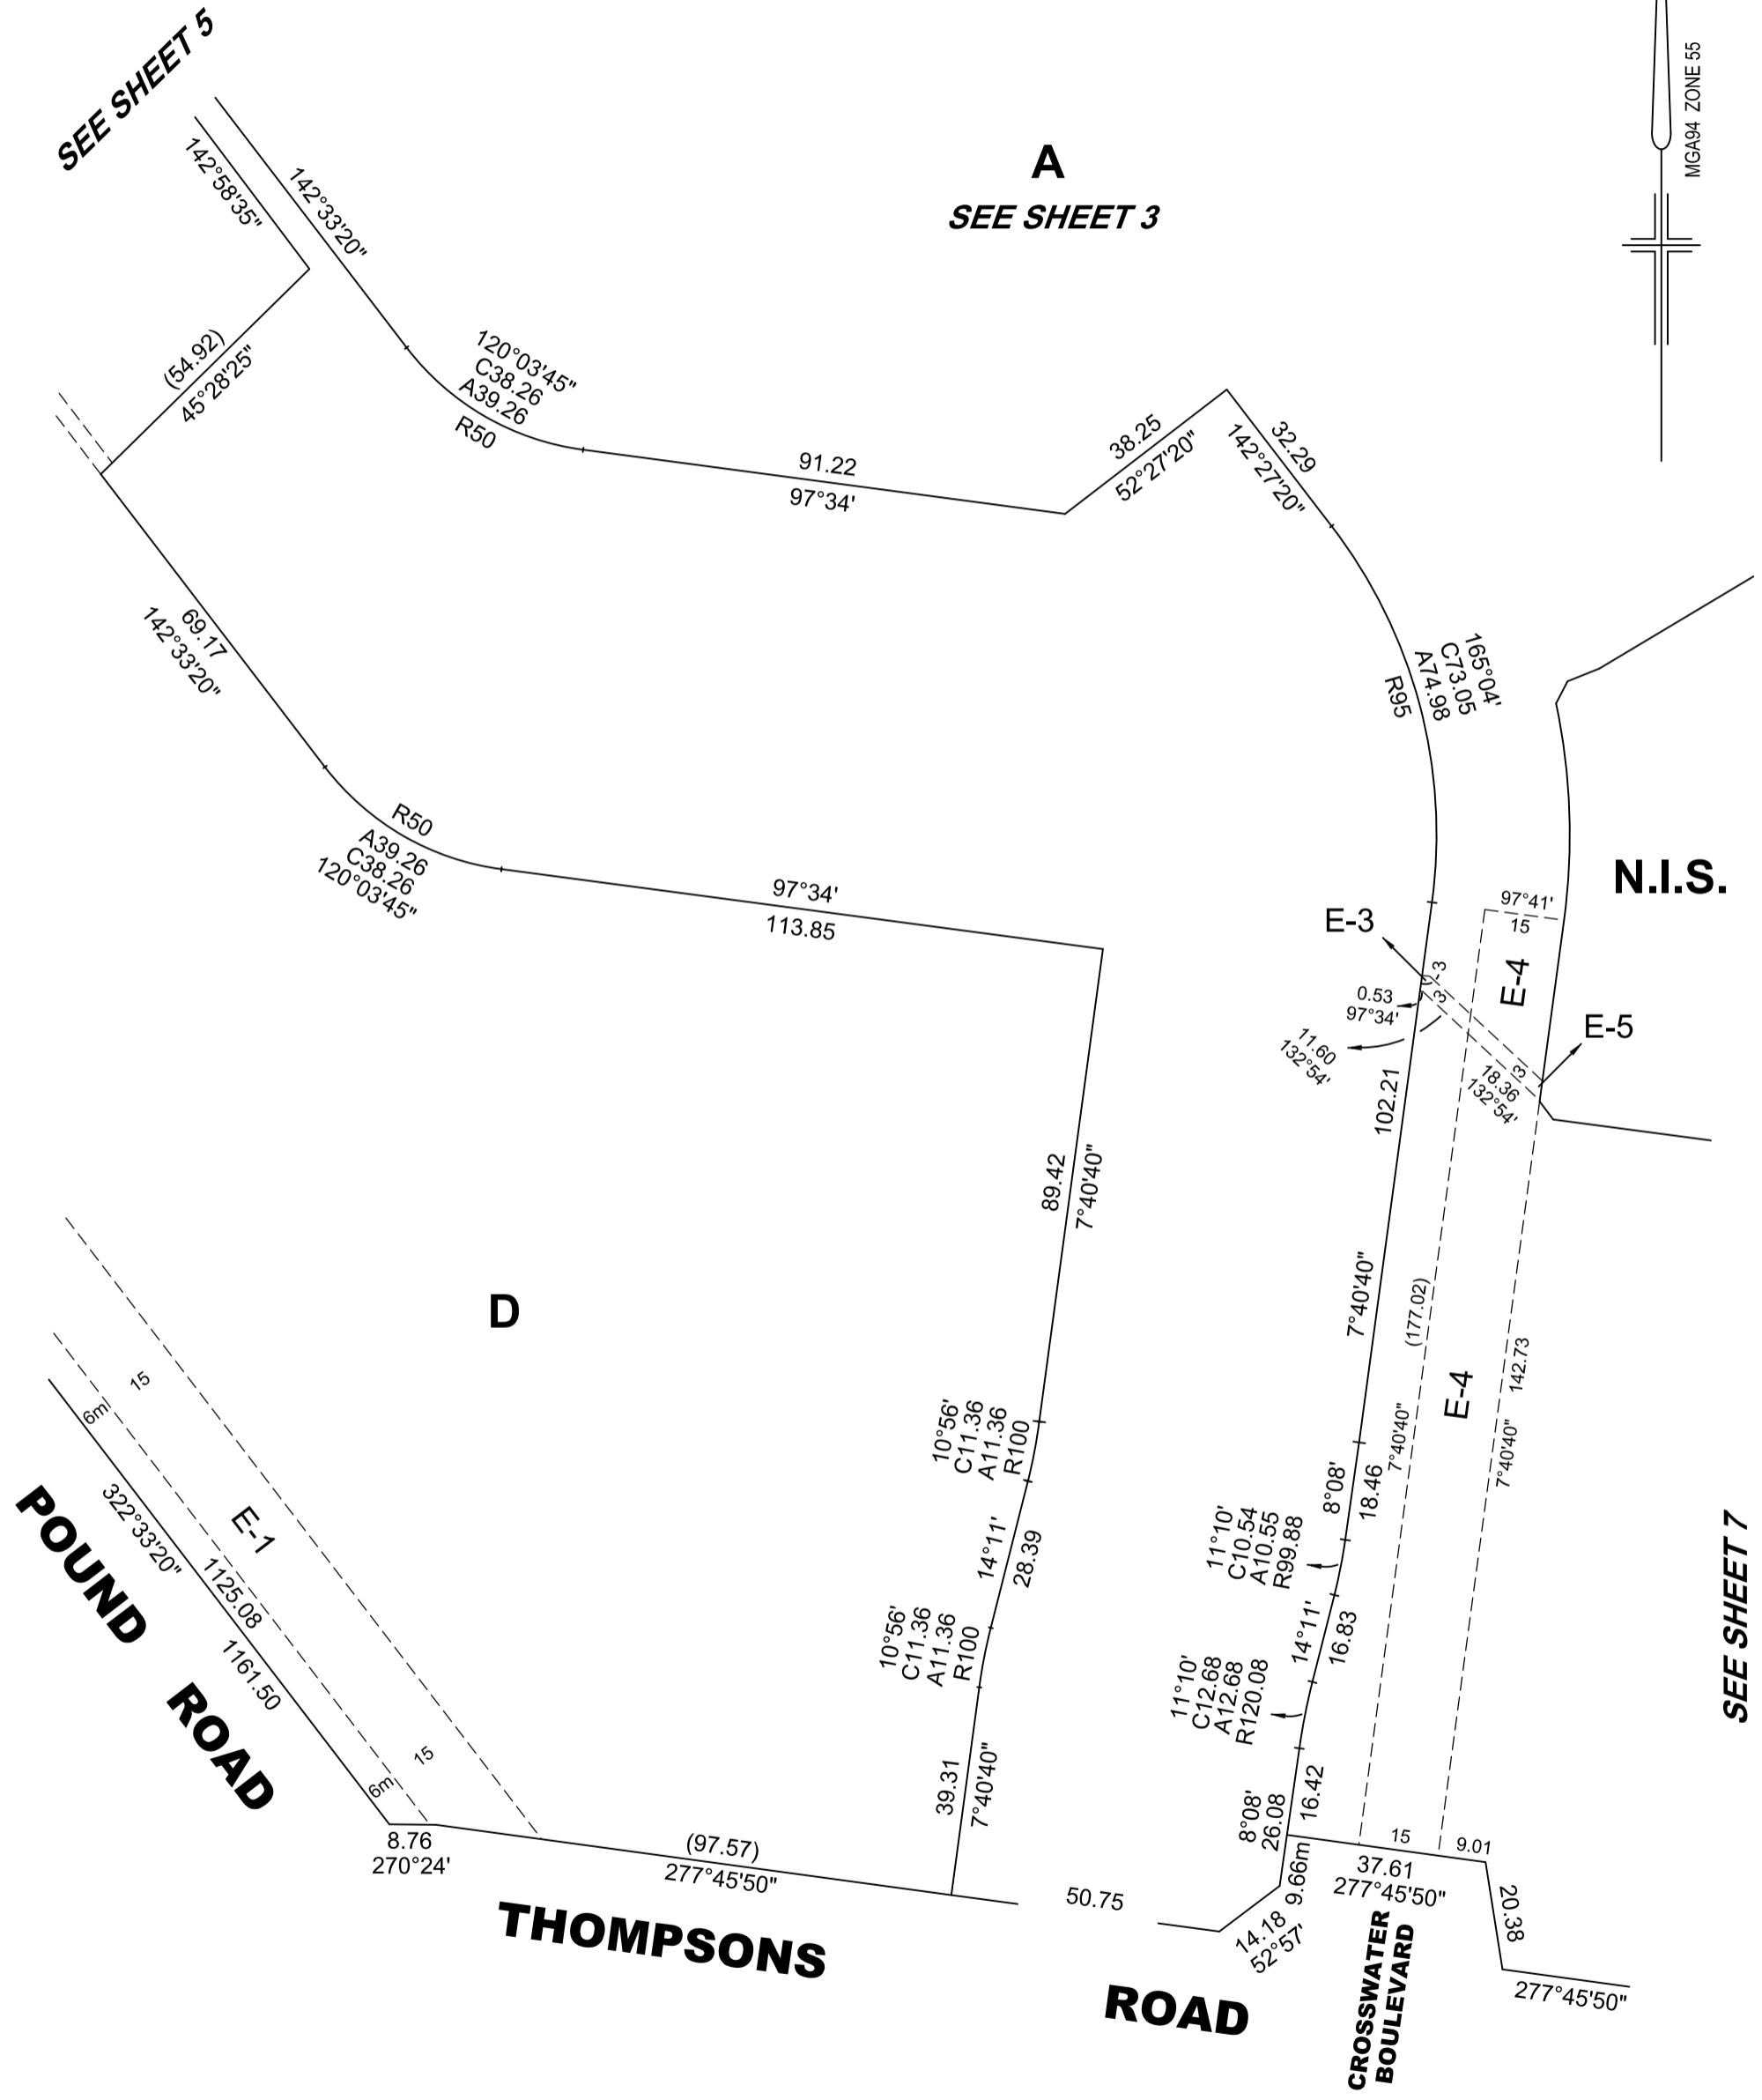 SEE SHEET 5
MGA94 ZONE 55
A
SEE SHEET 3
142°58'35"
142°33'20"
(54.92)
45°28'25"
120°03'45"
C38.26
A39.26
R50
91.22
97°34'
38.25
52°27'20"
32.29
142°27'20"
69.17
142°33'20"
165°04'
C73.05
A74.98
R95
R50
A39.26
C38.26
120°03'45"
97°34'
113.85
N.I.S.
97°41'
15
E-3
E-4
3
3
0.53
97°34'
E-5
11.60
132°54'
3
18.36
132°54'
102.21
89.42
7°40'40"
D
7°40'40"
(177.02)
7°40'40"
E-4
142.73
7°40'40"
15
6m
E-1
10°56'
C11.36
A11.36
R100
322°33'20"
1125.08
1161.50
POUND ROAD
14°11'
28.39
8°08'
18.46
11°10'
C10.54
A10.55
R99.88
14°11'
16.83
10°56'
C11.36
A11.36
R100
11°10'
C12.68
A12.68
R120.08
SEE SHEET 7
15
6m
39.31
7°40'40"
8°08'
26.08
16.42
8.76
270°24'
(97.57)
277°45'50"
15
9.01
37.61
277°45'50"
9.66m
50.75
14.18
52°57'
20.38
277°45'50"
THOMPSONS ROAD
CROSSWATER
BOULEVARD